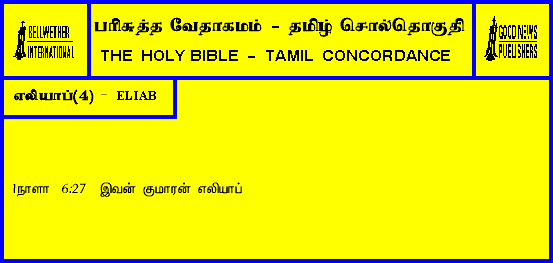 BELLWETHER
INTERNATIONAL
பரிசுத்த வேதாகமம் - தமிழ் சொல்தொகுதி
THE HOLY BIBLE - TAMIL CONCORDANCE
GOOD NEWS
PUBLISHERS
எலியாப்(4) - ELIAB
1நாளா 6:27 இவன் குமாரன் எலியாப்